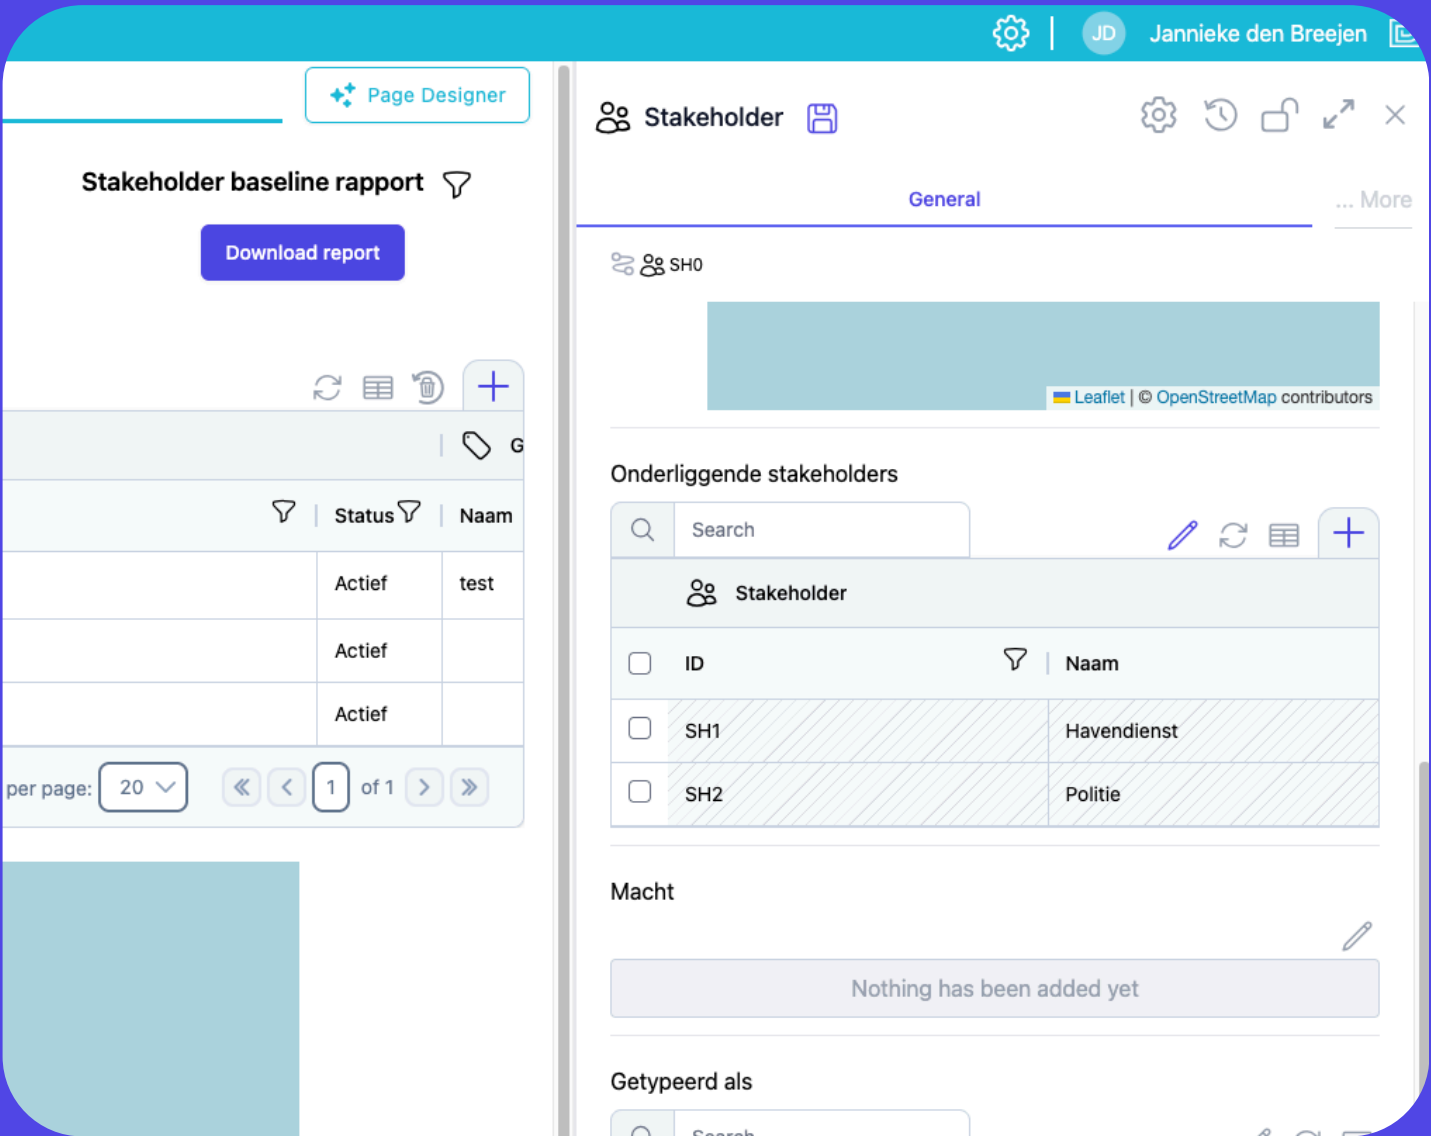 JD Jannieke den Breejen
Page Designer
Stakeholder baseline rapport
Download report
G
Status Naam
Actief test
Actief
Actief
per page: 20 1 of 1
Stakeholder
General ... More
SH0
Leaflet | © OpenStreetMap contributors
Onderliggende stakeholders
Search
Stakeholder
ID Naam
SH1 Havendienst
SH2 Politie
Macht
Nothing has been added yet
Getypeerd als
Search